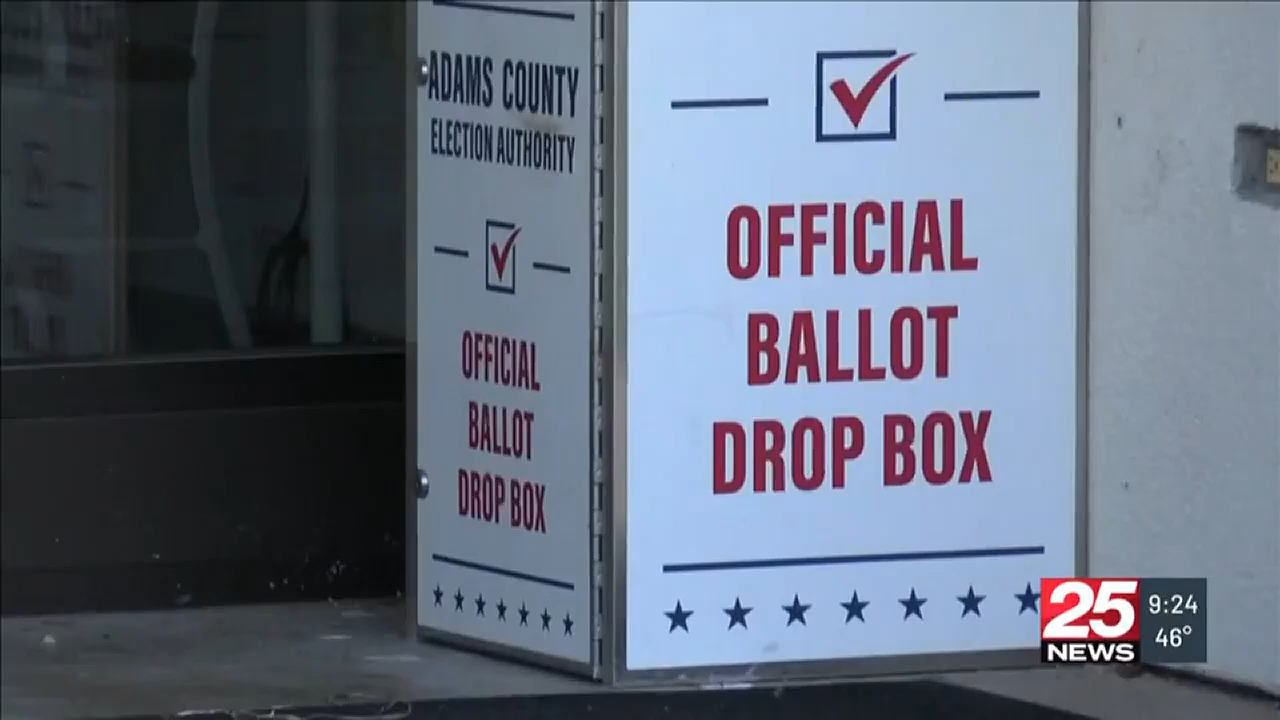 ADAMS COUNTY
ELECTION AUTHORITY
OFFICIAL
BALLOT
DROP BOX
OFFICIAL
BALLOT
DROP BOX
25
NEWS
9:24
46°